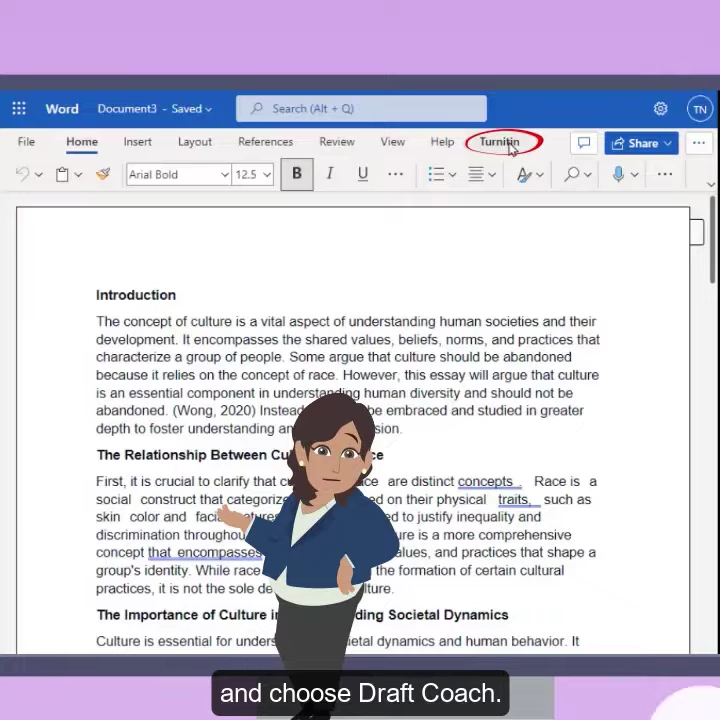 Word Document3 - Saved Search (Alt + Q) TN
File Home Insert Layout References Review View Help Turnitin Share
Arial Bold 12.5 B I U
Introduction
The concept of culture is a vital aspect of understanding human societies and their
development. It encompasses the shared values, beliefs, norms, and practices that
characterize a group of people. Some argue that culture should be abandoned
because it relies on the concept of race. However, this essay will argue that culture
is an essential component in understanding human diversity and should not be
abandoned. (Wong, 2020) Instead be embraced and studied in greater
depth to foster understanding
The Relationship Between
First, it is crucial to clarify that are distinct concepts . Race is a
social construct that on their physical traits, such as
skin color and to justify inequality and
discrimination is a more comprehensive
concept that encompasses and practices that shape a
group's identity. While race the formation of certain cultural
practices, it is not the sole
The Importance of Culture Societal Dynamics
Culture is essential for dynamics and human behavior. It
and choose Draft Coach.